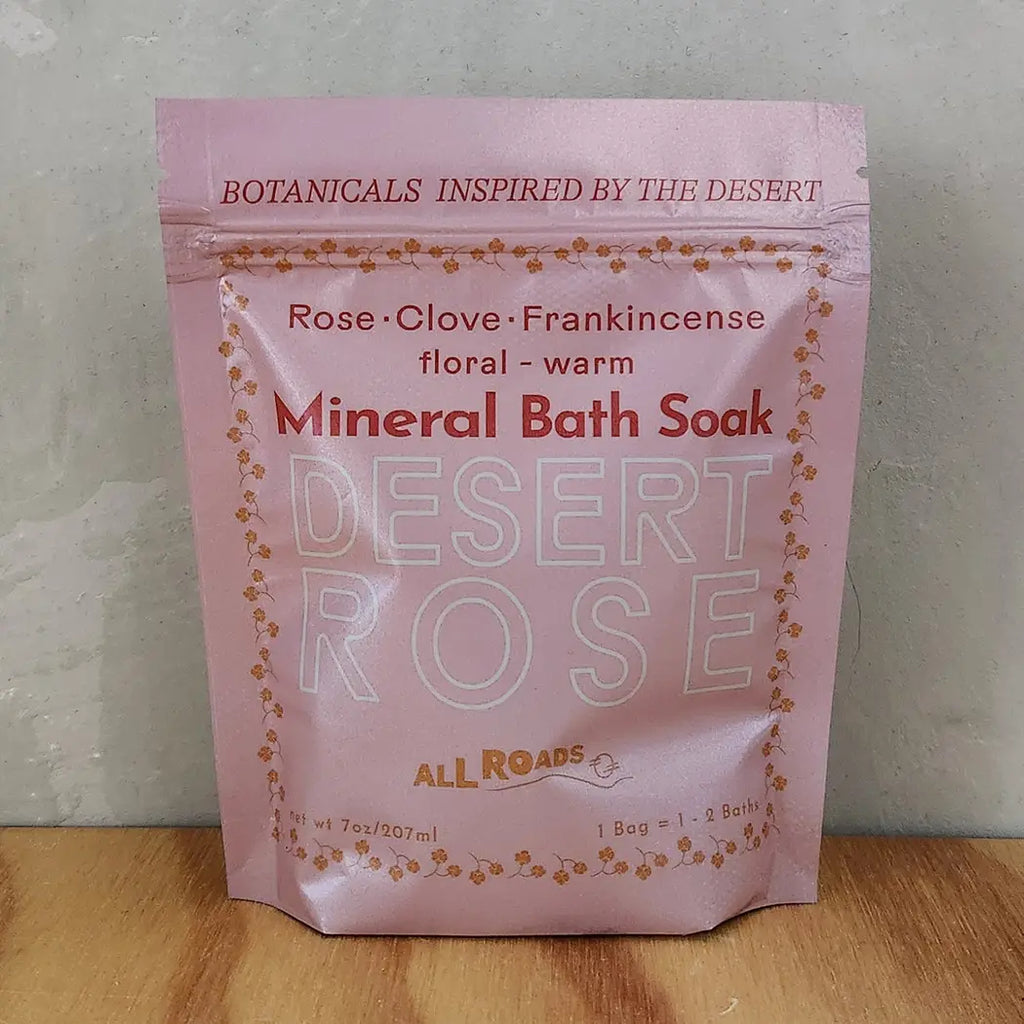 BOTANICALS INSPIRED BY THE DESERT
Rose·Clove·Frankincense
floral - warm
Mineral Bath Soak
DESERT
ROSE
ALL ROADS
net wt 7oz/207ml
1 Bag = 1 - 2 Baths